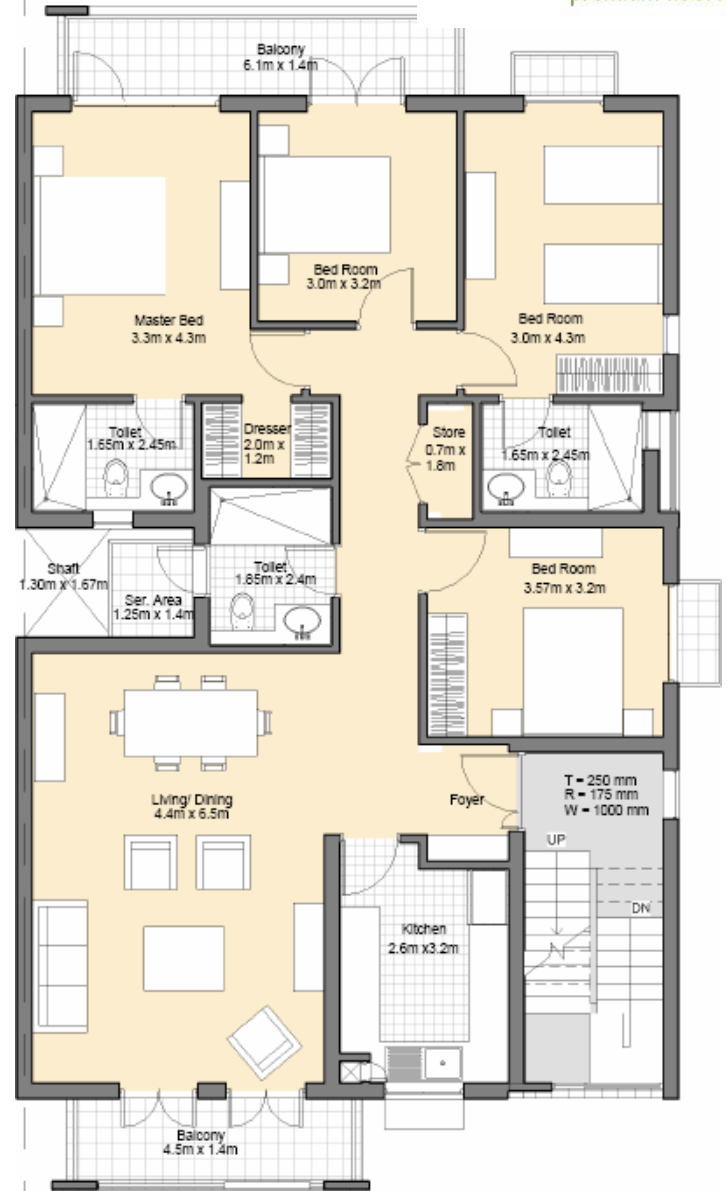 Balcony
6.1m x 1.4m
Bed Room
3.0m x 3.2m
Master Bed
3.3m x 4.3m
Bed Room
3.0m x 4.3m
Toilet
1.65m x 2.45m
Dresser
2.0m x
1.2m
Store
0.7m x
1.8m
Toilet
1.65m x 2.45m
Shaft
1.30m x 1.67m
Ser. Area
1.25m x 1.4m
Toilet
1.85m x 2.4m
Bed Room
3.57m x 3.2m
Living/ Dining
4.4m x 6.5m
Foyer
T = 250 mm
R = 175 mm
W = 1000 mm
UP
DN
Kitchen
2.6m x3.2m
Balcony
4.5m x 1.4m